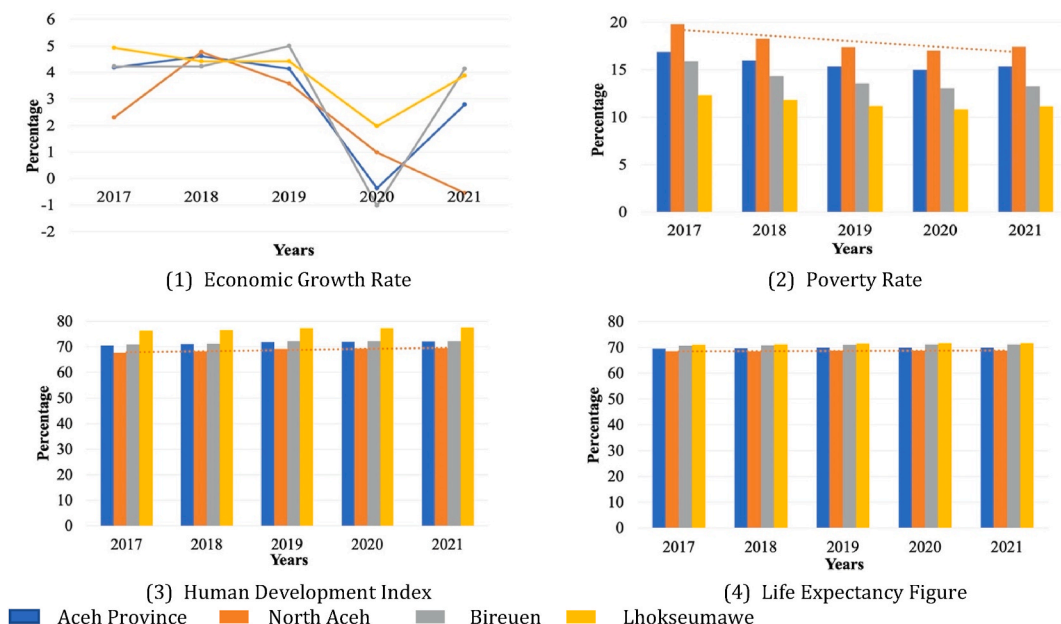 6
5
4
3
2
1
0
-1
-2
Percentage
2017 2018 2019 2020 2021
Years
(1) Economic Growth Rate
20
15
10
5
0
Percentage
2017 2018 2019 2020 2021
Years
(2) Poverty Rate
80
70
60
50
40
30
20
10
0
Percentage
2017 2018 2019 2020 2021
Years
(3) Human Development Index
80
70
60
50
40
30
20
10
0
Percentage
2017 2018 2019 2020 2021
Years
(4) Life Expectancy Figure
Aceh Province North Aceh Bireuen Lhokseumawe